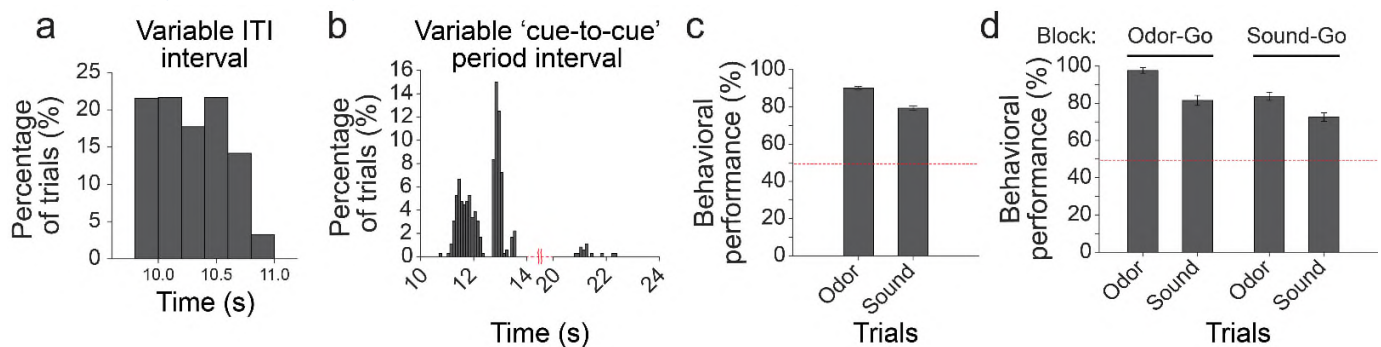 a
Variable ITI
interval
Percentage
of trials (%)
25
20
15
10
5
0
10.0 10.5 11.0
Time (s)
b
Variable ‘cue-to-cue’
period interval
Percentage
of trials (%)
16
14
12
10
8
6
4
2
0
10 12 14 20 22 24
Time (s)
c
Behavioral
performance (%)
100
80
60
40
20
0
Odor Sound
Trials
d
Block: Odor-Go Sound-Go
Behavioral
performance (%)
100
80
60
40
20
0
Odor Sound Odor Sound
Trials